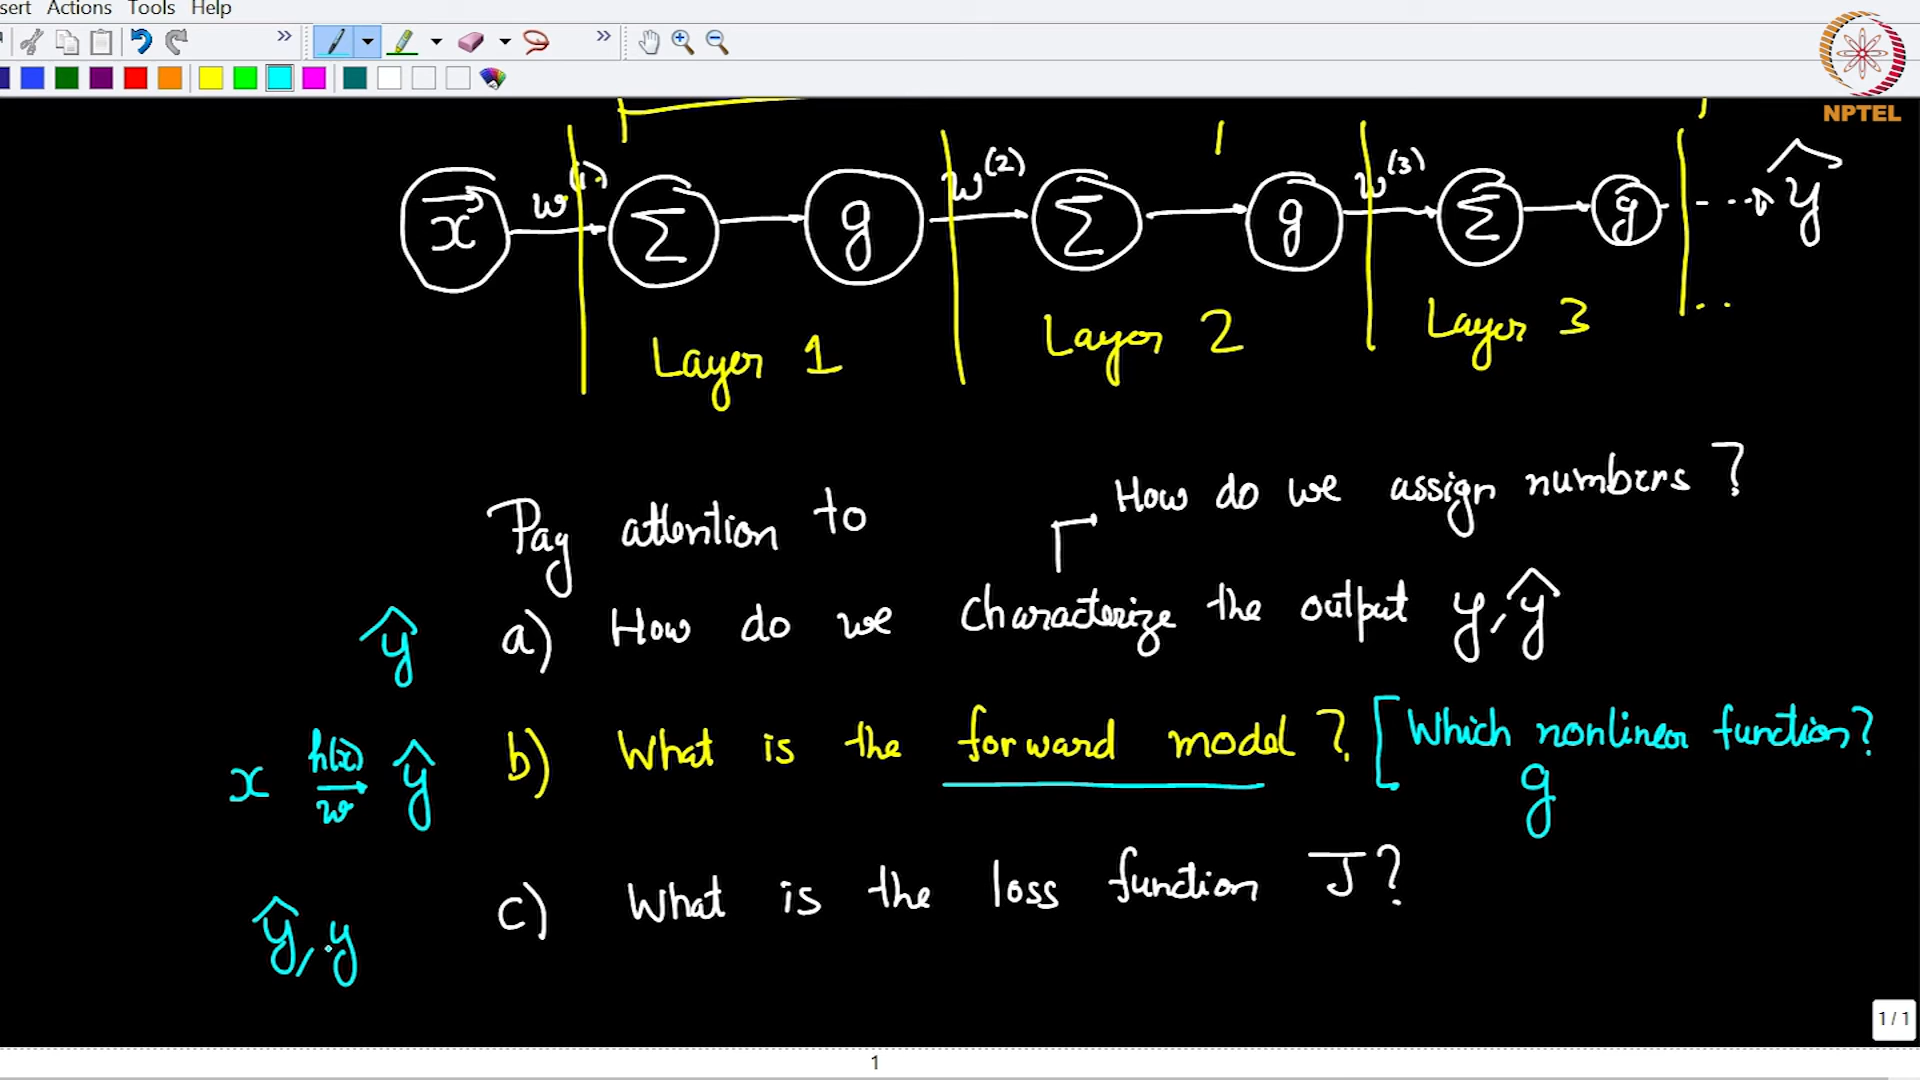 sert Actions Tools Help
NPTEL
x w(1) Σ g w(2) Σ g w(3) Σ g ... ŷ
Layer 1 Layer 2 Layer 3 ..
How do we assign numbers?
Pay attention to
ŷ a) How do we characterize the output y, ŷ
x h(x) w ŷ b) What is the forward model? [Which nonlinear function?
g
ŷ, y c) What is the loss function J?
1 / 1
1